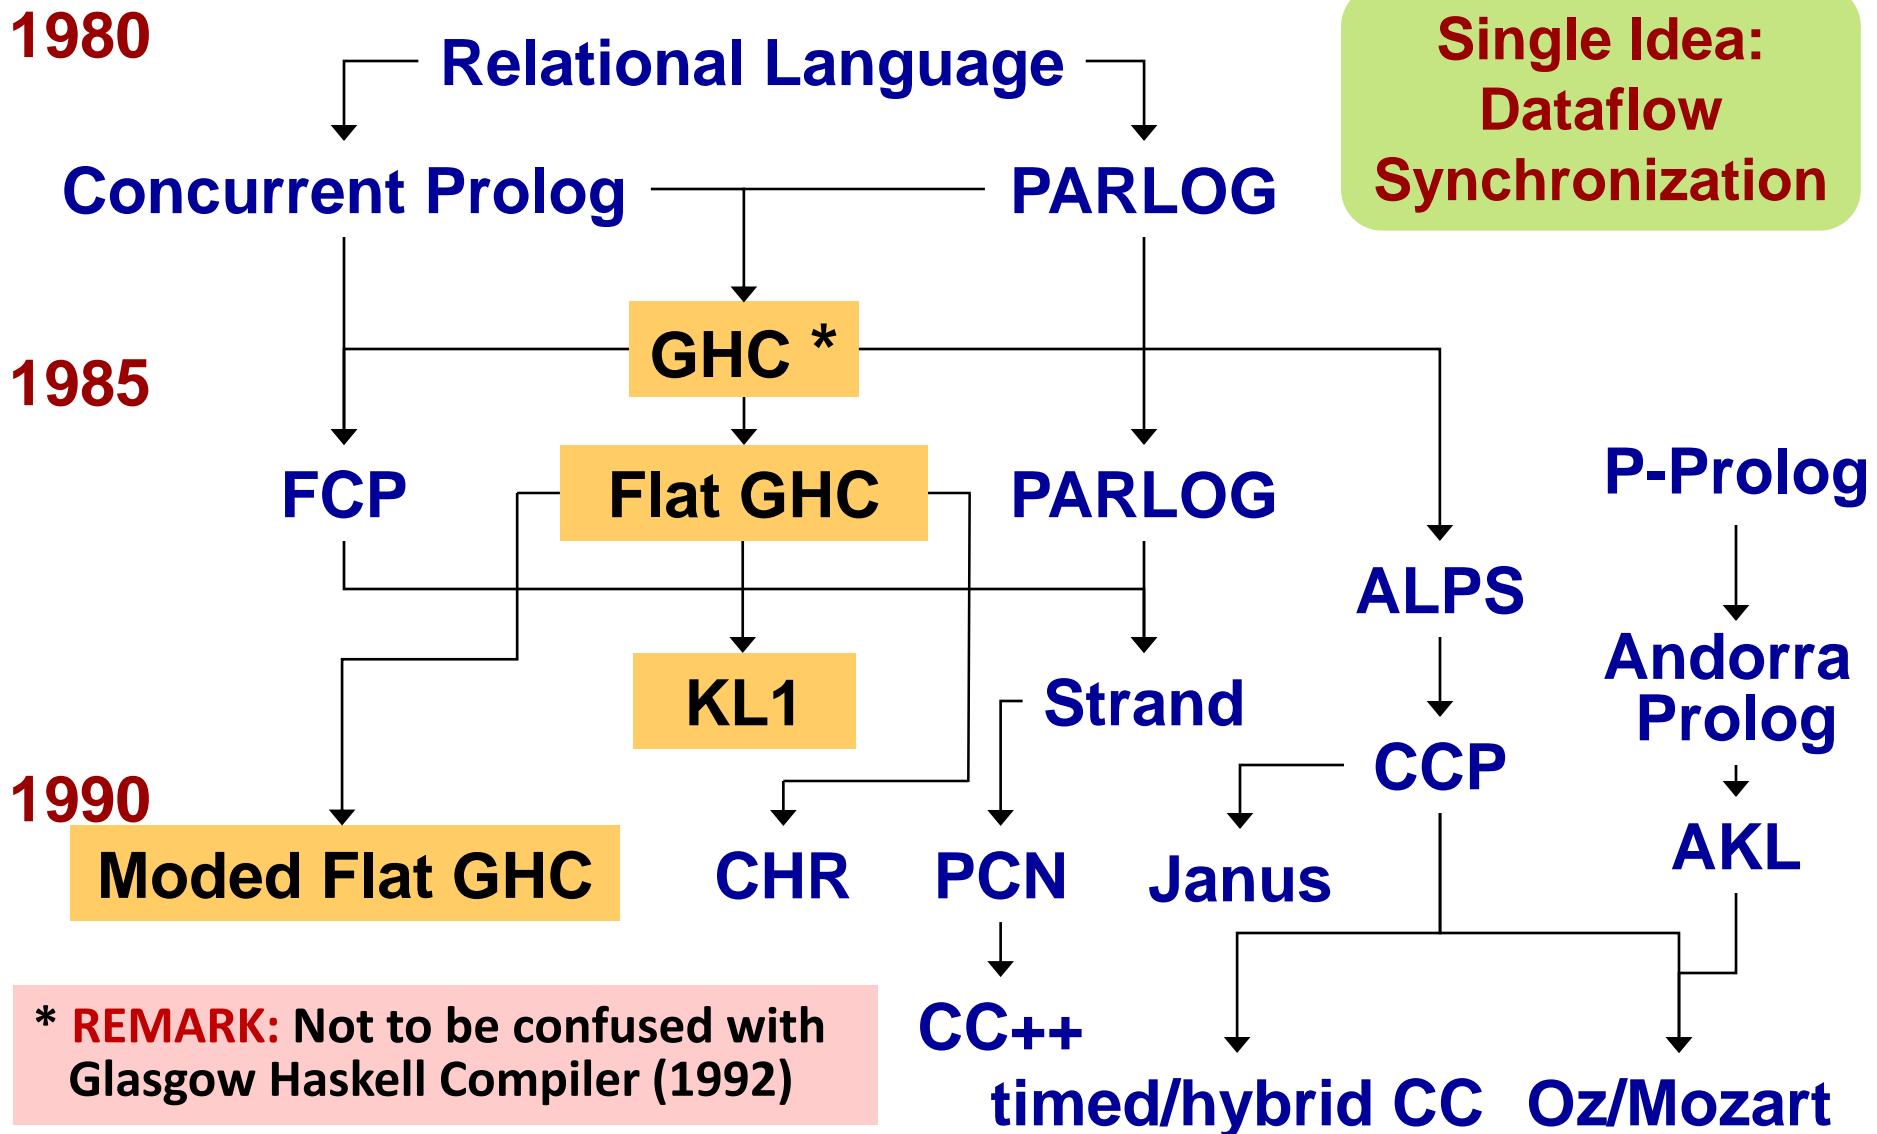 1980
Relational Language
Single Idea:
Dataflow
Synchronization
Concurrent Prolog
PARLOG
GHC *
1985
FCP
Flat GHC
PARLOG
P-Prolog
ALPS
Andorra
Prolog
KL1
Strand
CCP
1990
Moded Flat GHC
CHR
PCN
Janus
AKL
* REMARK: Not to be confused with
Glasgow Haskell Compiler (1992)
CC++
timed/hybrid CC
Oz/Mozart